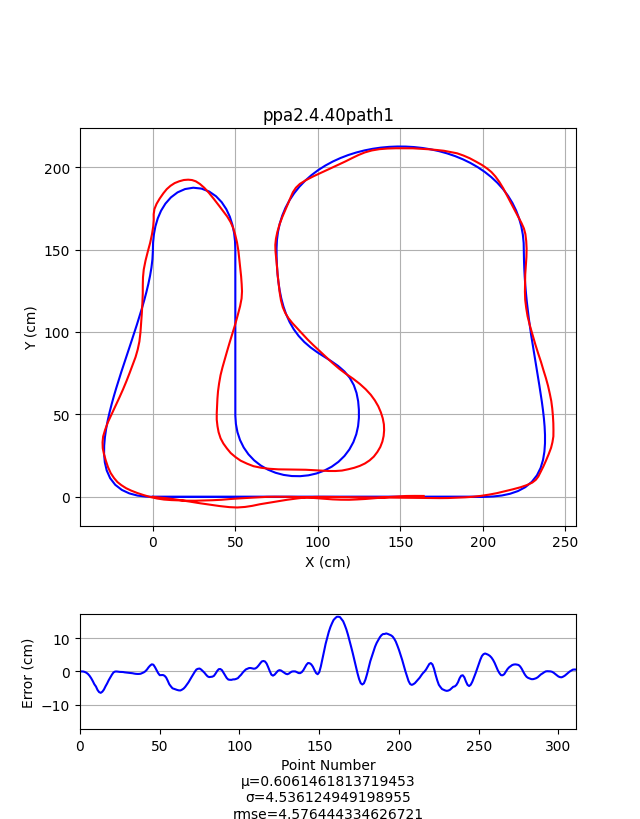 ppa2.4.40path1
200
150
100
50
0
Y (cm)
0 50 100 150 200 250
X (cm)
10
0
−10
Error (cm)
0 50 100 150 200 250 300
Point Number
μ=0.6061461813719453
σ=4.536124949198955
rmse=4.576444334626721